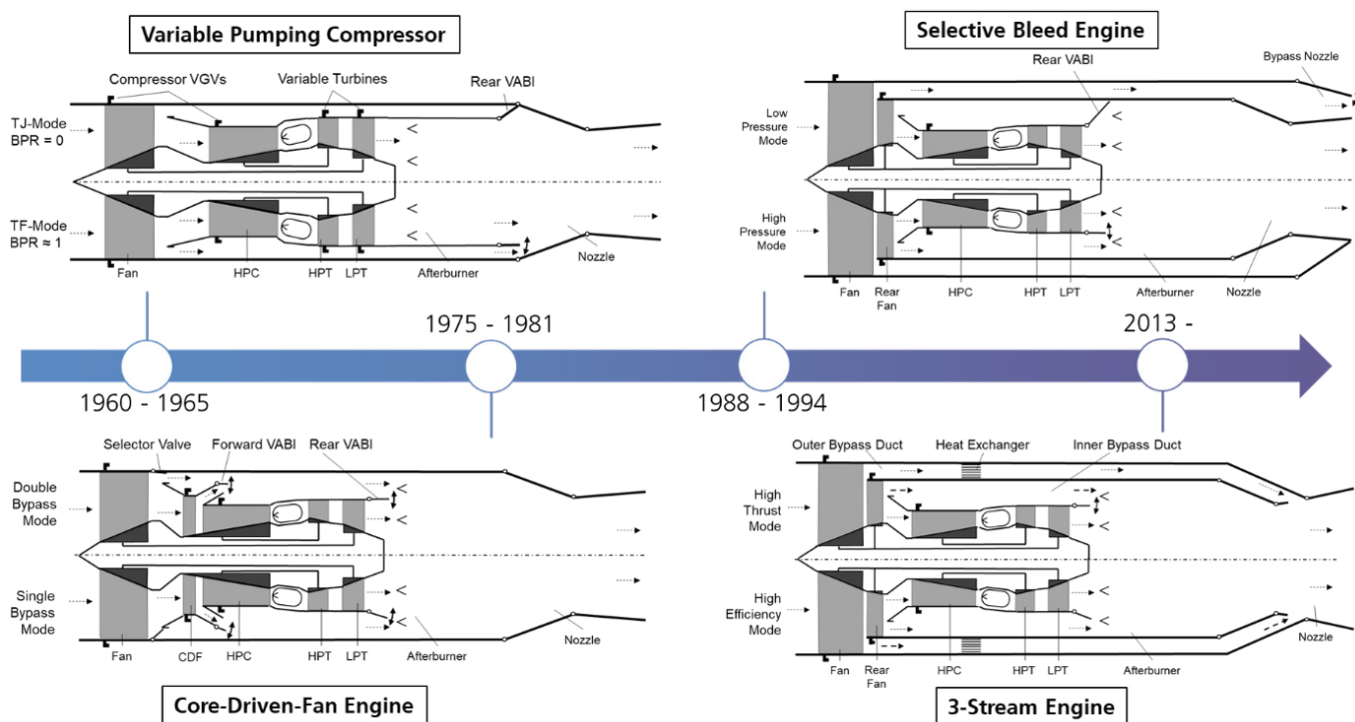 Variable Pumping Compressor
Compressor VGVs
Variable Turbines
Rear VABI
TJ-Mode
BPR = 0
TF-Mode
BPR ≈ 1
Fan
HPC
HPT
LPT
Afterburner
Nozzle
Selective Bleed Engine
Rear VABI
Bypass Nozzle
Low
Pressure
Mode
High
Pressure
Mode
Fan
Rear
Fan
HPC
HPT
LPT
Afterburner
Nozzle
1960 - 1965
1975 - 1981
1988 - 1994
2013 -
Selector Valve
Forward VABI
Rear VABI
Double
Bypass
Mode
Single
Bypass
Mode
Fan
CDF
HPC
HPT
LPT
Afterburner
Nozzle
Core-Driven-Fan Engine
Outer Bypass Duct
Heat Exchanger
Inner Bypass Duct
High
Thrust
Mode
High
Efficiency
Mode
Fan
Rear
Fan
HPC
HPT
LPT
Afterburner
Nozzle
3-Stream Engine